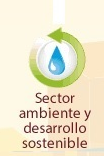 Sector
ambiente y
desarrollo
sostenible